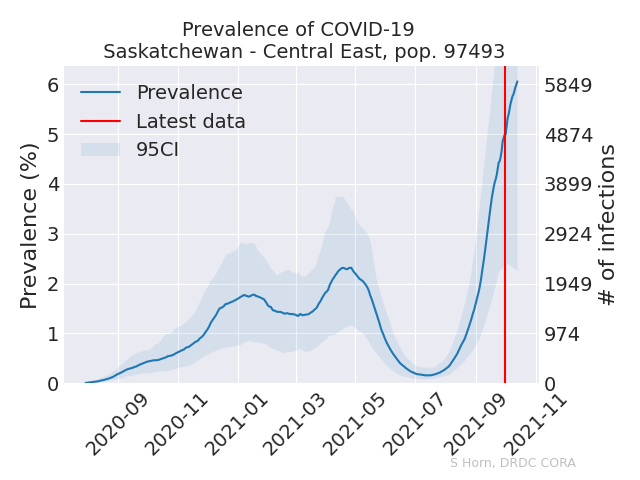 Prevalence of COVID-19
Saskatchewan - Central East, pop. 97493
Prevalence
Latest data
95CI
Prevalence (%)
6
5
4
3
2
1
0
5849
4874
3899
2924
1949
974
0
# of infections
2020-09
2020-11
2021-01
2021-03
2021-05
2021-07
2021-09
2021-11
S Horn, DRDC CORA